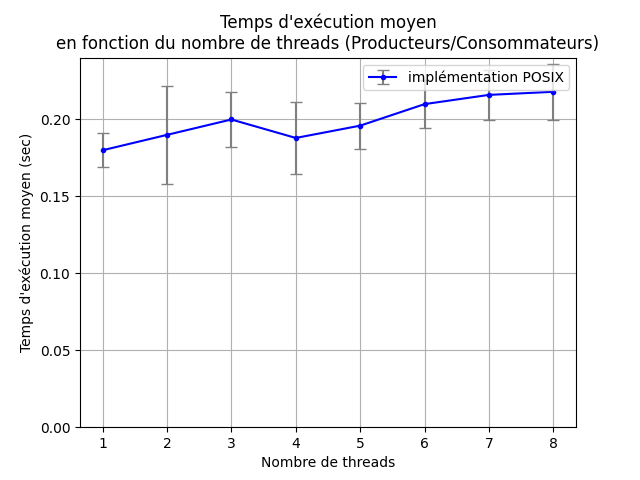 Temps d'exécution moyen
en fonction du nombre de threads (Producteurs/Consommateurs)
implémentation POSIX
Temps d'exécution moyen (sec)
0.20
0.15
0.10
0.05
0.00
1 2 3 4 5 6 7 8
Nombre de threads